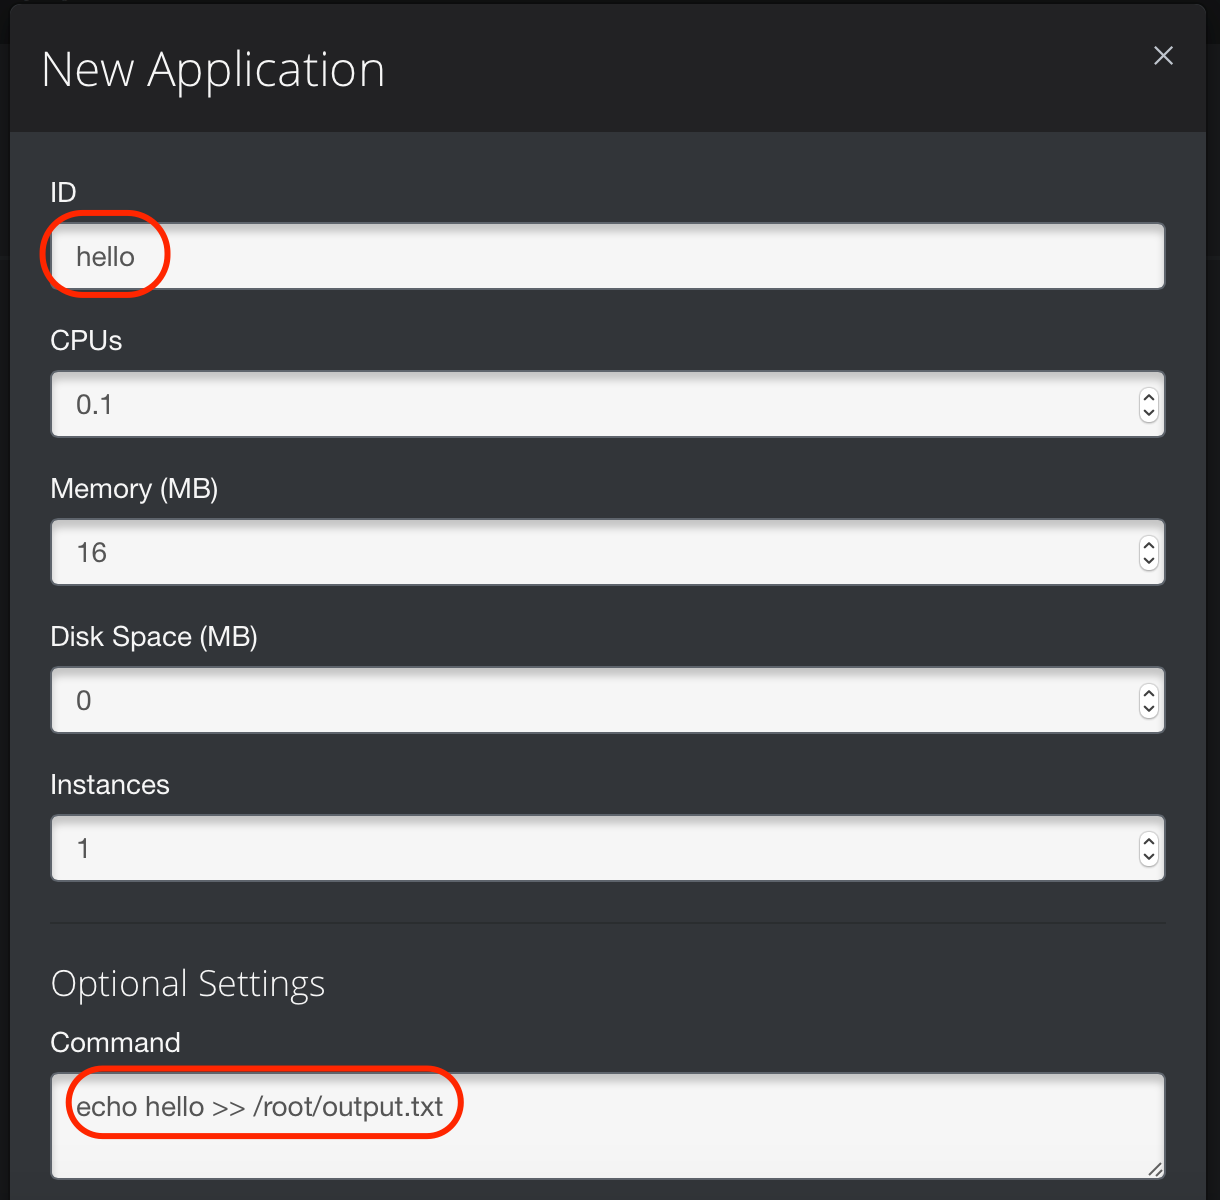 New Application
ID
hello
CPUs
0.1
Memory (MB)
16
Disk Space (MB)
0
Instances
1
Optional Settings
Command
echo hello >> /root/output.txt